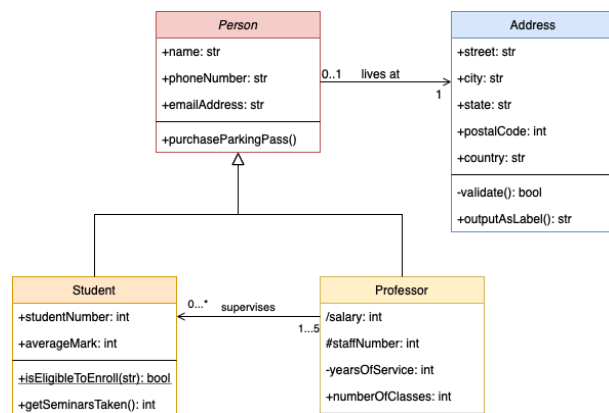 Person
+name: str
+phoneNumber: str
+emailAddress: str
+purchaseParkingPass()
0..1 lives at
1
Address
+street: str
+city: str
+state: str
+postalCode: int
+country: str
-validate(): bool
+outputAsLabel(): str
Student
+studentNumber: int
+averageMark: int
+isEligibleToEnroll(str): bool
+getSeminarsTaken(): int
0...* supervises
1...5
Professor
/salary: int
#staffNumber: int
-yearsOfService: int
+numberOfClasses: int